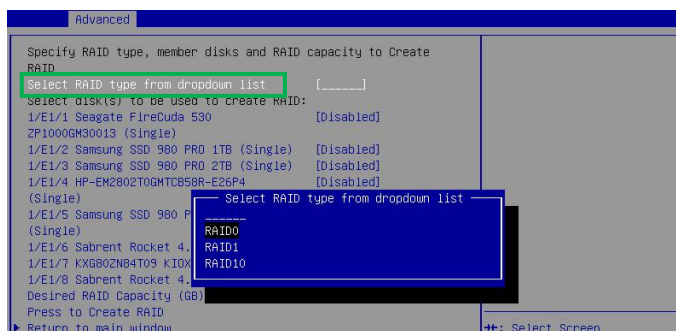 Advanced
Specify RAID type, member disks and RAID capacity to Create
RAID
Select RAID type from dropdown list [______]
Select disk(s) to be used to create RAID:
1/E1/1 Seagate FireCuda 530 [Disabled]
ZP1000GM30013 (Single)
1/E1/2 Samsung SSD 980 PRO 1TB (Single) [Disabled]
1/E1/3 Samsung SSD 980 PRO 2TB (Single) [Disabled]
1/E1/4 HP-EM2802TOGMTCB58R-E26P4 [Disabled]
(Single)
1/E1/5 Samsung SSD 980 P
(Single)
1/E1/6 Sabrent Rocket 4.
1/E1/7 KXG80ZN84T09 KIOX
1/E1/8 Sabrent Rocket 4.
Desired RAID Capacity (GB)
Press to Create RAID
Return to main window
Select RAID type from dropdown list
______
RAID0
RAID1
RAID10
: Select Screen